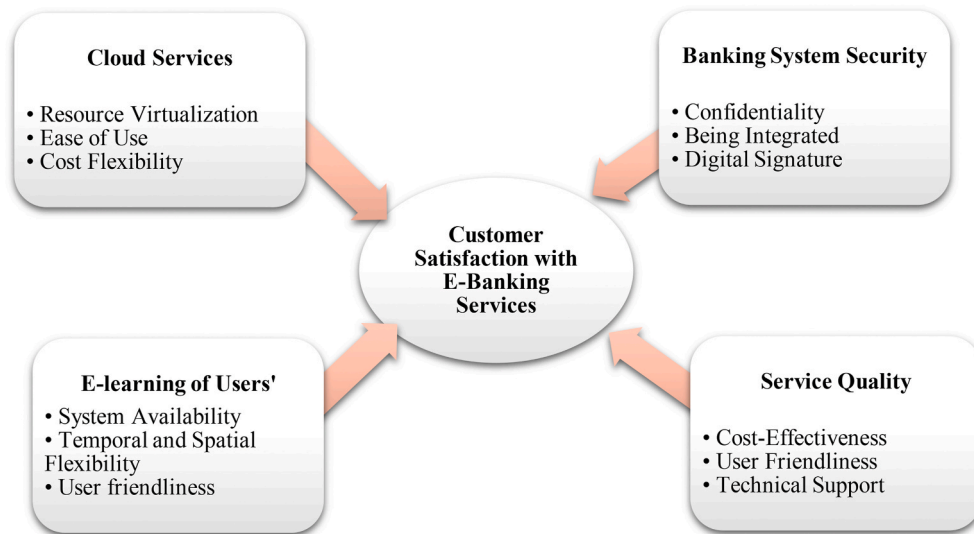 Cloud Services
• Resource Virtualization
• Ease of Use
• Cost Flexibility
Banking System Security
• Confidentiality
• Being Integrated
• Digital Signature
Customer
Satisfaction with
E-Banking
Services
E-learning of Users'
• System Availability
• Temporal and Spatial
Flexibility
• User friendliness
Service Quality
• Cost-Effectiveness
• User Friendliness
• Technical Support